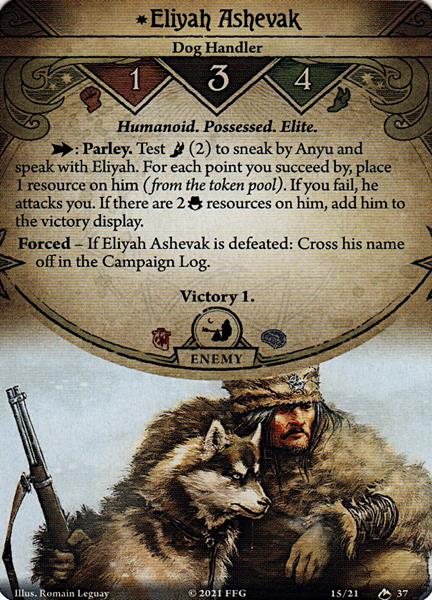 Eliyah Ashevak
Dog Handler
1 3 4
Humanoid. Possessed. Elite.
: Parley. Test (2) to sneak by Anyu and
speak with Eliyah. For each point you succeed by, place
1 resource on him (from the token pool). If you fail, he
attacks you. If there are 2 resources on him, add him to
the victory display.
Forced – If Eliyah Ashevak is defeated: Cross his name
off in the Campaign Log.
Victory 1.
ENEMY
Illus. Romain Leguay © 2021 FFG 15/21 37